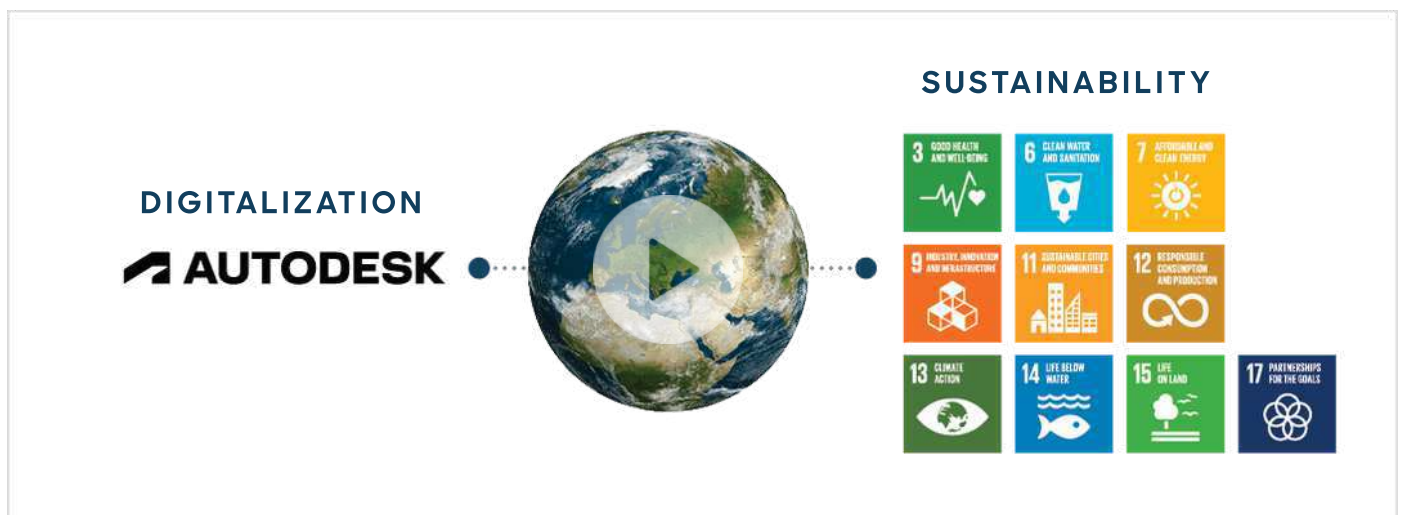 SUSTAINABILITY
DIGITALIZATION
AUTODESK
3 GOOD HEALTH
AND WELL-BEING
6 CLEAN WATER
AND SANITATION
7 AFFORDABLE AND
CLEAN ENERGY
9 INDUSTRY, INNOVATION
AND INFRASTRUCTURE
11 SUSTAINABLE CITIES
AND COMMUNITIES
12 RESPONSIBLE
CONSUMPTION
AND PRODUCTION
13 CLIMATE
ACTION
14 LIFE BELOW
WATER
15 LIFE
ON LAND
17 PARTNERSHIPS
FOR THE GOALS